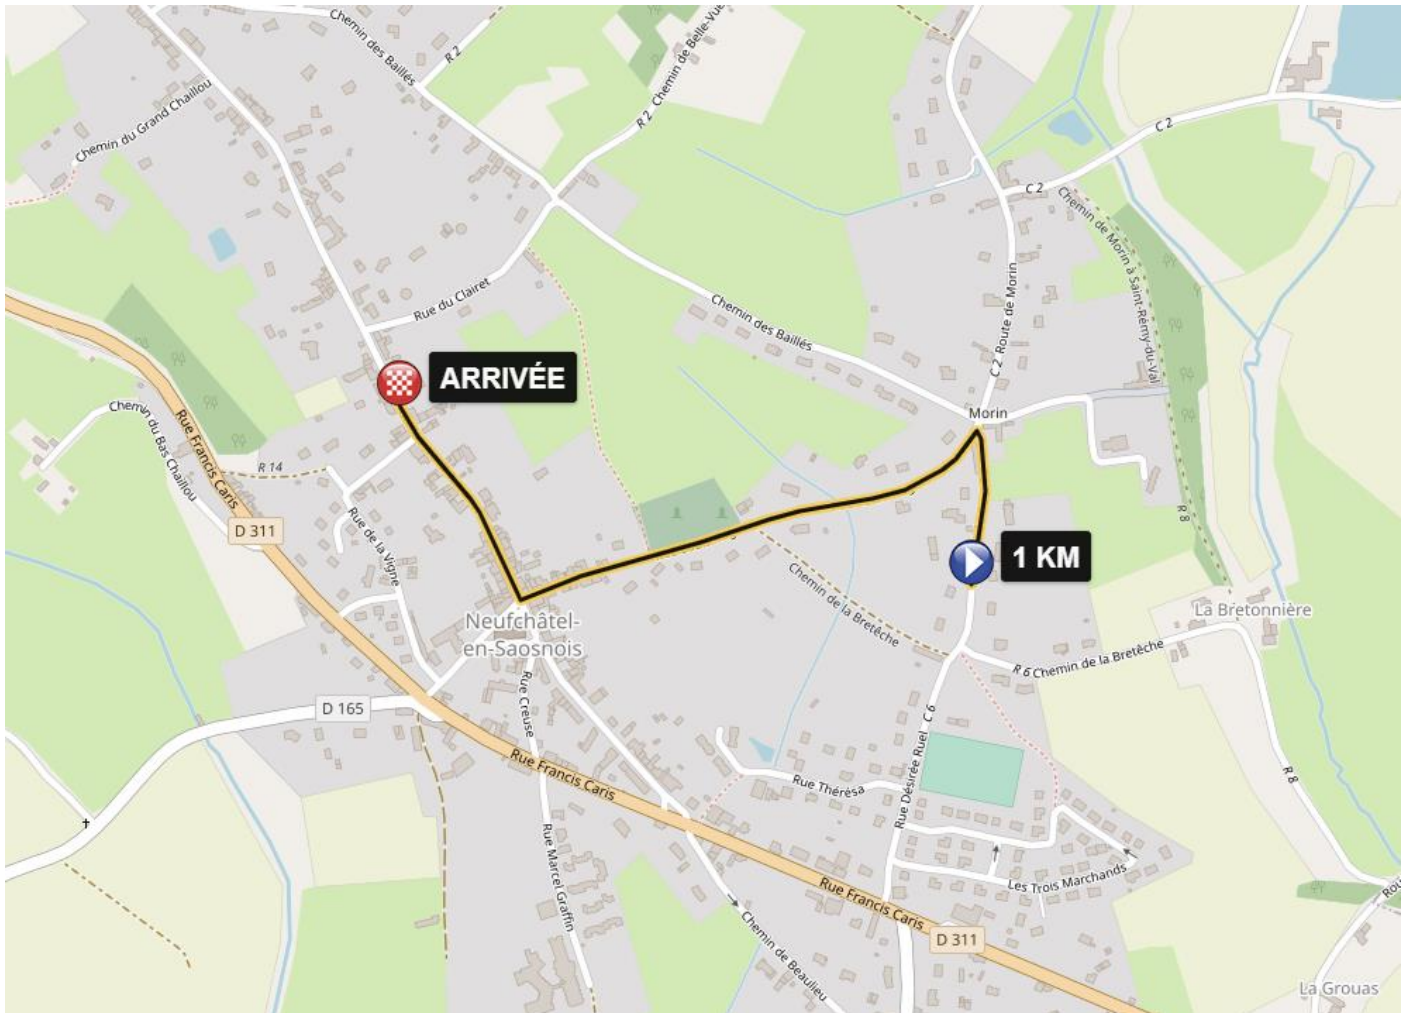 Chemin des Baillés
R 2
Chemin du Grand Chaillou
R 2 Chemin de Belle-Vue
C 2
C 2
Chemin de Morin à Saint-Rémy-du-Val
Rue du Clairet
Chemin des Baillés
C 2 Route de Morin
ARRIVÉE
Morin
Chemin du Bas Chaillou
Rue Francis Caris
R 14
D 311
Rue de la Vigne
R 8
1 KM
Chemin de la Bretêche
La Bretonnière
Neufchâtel-
en-Saosnois
R 6 Chemin de la Bretêche
Rue Creuse
D 165
Rue Francis Caris
Rue Désirée Ruel C 6
R 8
Rue Thérésa
Rue Marcel Graffin
Les Trois Marchands
Rue Francis Caris
D 311
Chemin de Beaulieu
Rou
La Grouas